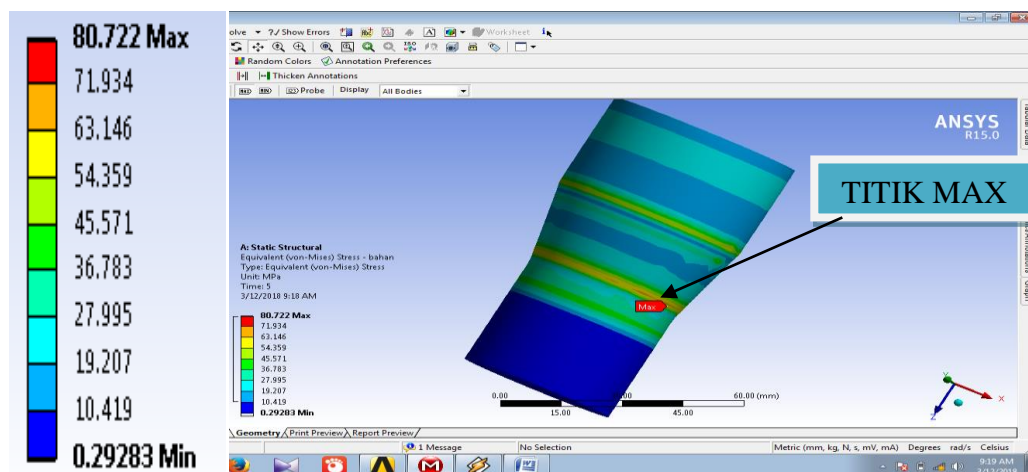 80.722 Max
71.934
63.146
54.359
45.571
36.783
27.995
19.207
10.419
0.29283 Min
olve ?✓ Show Errors Worksheet
Random Colors Annotation Preferences
Thicken Annotations
Probe Display All Bodies
ANSYS
R15.0
TITIK MAX
A: Static Structural
Equivalent (von-Mises) Stress - bahan
Type: Equivalent (von-Mises) Stress
Unit: MPa
Time: 5
3/12/2018 9:18 AM
Max
80.722 Max
71.934
63.146
54.359
45.571
36.783
27.995
19.207
10.419
0.29283 Min
0.00 60.00 (mm)
15.00 45.00
Y
X
Z
Geometry Print Preview Report Preview
1 Message No Selection Metric (mm, kg, N, s, mV, mA) Degrees rad/s Celsius
9:19 AM
3/12/2018